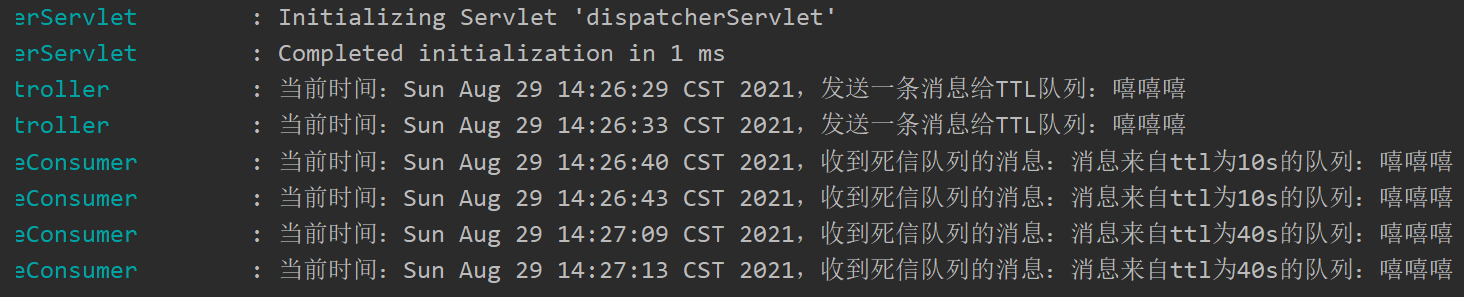 erServlet : Initializing Servlet 'dispatcherServlet'
erServlet : Completed initialization in 1 ms
troller : 当前时间：Sun Aug 29 14:26:29 CST 2021，发送一条消息给TTL队列：嘻嘻嘻
troller : 当前时间：Sun Aug 29 14:26:33 CST 2021，发送一条消息给TTL队列：嘻嘻嘻
eConsumer : 当前时间：Sun Aug 29 14:26:40 CST 2021，收到死信队列的消息：消息来自ttl为10s的队列：嘻嘻嘻
eConsumer : 当前时间：Sun Aug 29 14:26:43 CST 2021，收到死信队列的消息：消息来自ttl为10s的队列：嘻嘻嘻
eConsumer : 当前时间：Sun Aug 29 14:27:09 CST 2021，收到死信队列的消息：消息来自ttl为40s的队列：嘻嘻嘻
eConsumer : 当前时间：Sun Aug 29 14:27:13 CST 2021，收到死信队列的消息：消息来自ttl为40s的队列：嘻嘻嘻